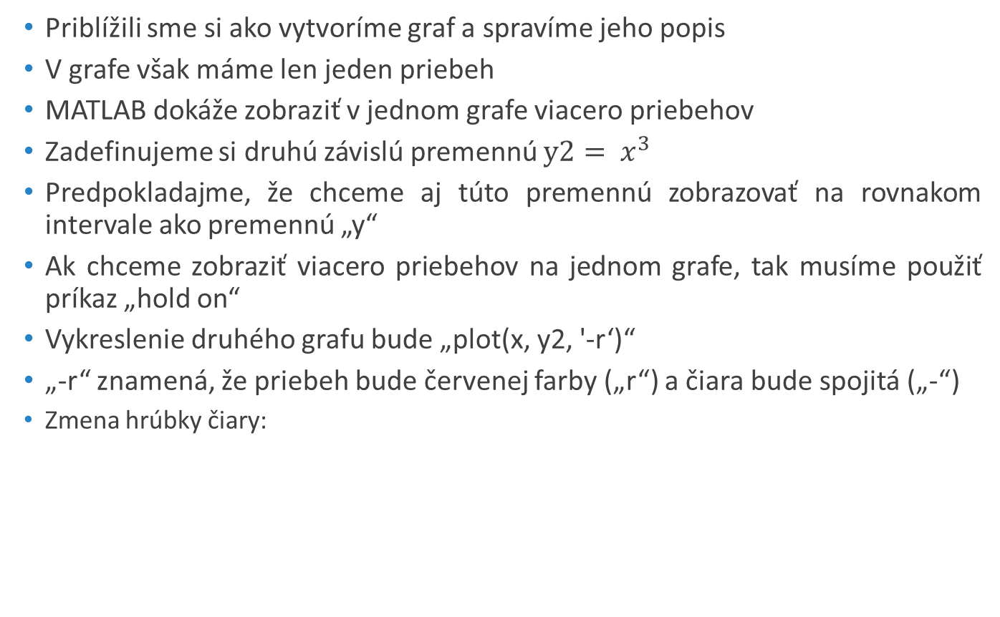 • Priblížili sme si ako vytvoríme graf a spravíme jeho popis
• V grafe však máme len jeden priebeh
• MATLAB dokáže zobraziť v jednom grafe viacero priebehov
• Zadefinujeme si druhú závislú premennú y2 = x³
• Predpokladajme, že chceme aj túto premennú zobrazovať na rovnakom
intervale ako premennú „y“
• Ak chceme zobraziť viacero priebehov na jednom grafe, tak musíme použiť
príkaz „hold on“
• Vykreslenie druhého grafu bude „plot(x, y2, '-r‘)“
• „-r“ znamená, že priebeh bude červenej farby („r“) a čiara bude spojitá („-“)
• Zmena hrúbky čiary: